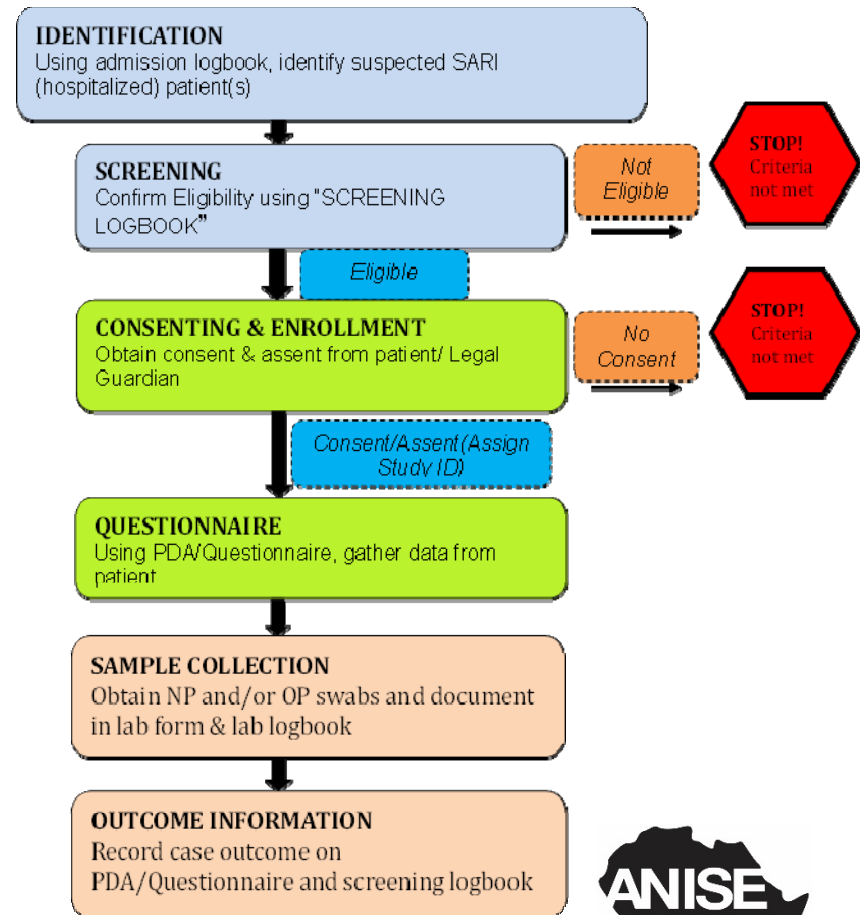 IDENTIFICATION
Using admission logbook, identify suspected SARI
(hospitalized) patient(s)
SCREENING
Confirm Eligibility using "SCREENING
LOGBOOK”
Not
Eligible
STOP!
Criteria
not met
Eligible
CONSENTING & ENROLLMENT
Obtain consent & assent from patient/ Legal
Guardian
No
Consent
STOP!
Criteria
not met
Consent/Assent(Assign
Study ID)
QUESTIONNAIRE
Using PDA/Questionnaire, gather data from
patient
SAMPLE COLLECTION
Obtain NP and/or OP swabs and document
in lab form & lab logbook
OUTCOME INFORMATION
Record case outcome on
PDA/Questionnaire and screening logbook
ANISE